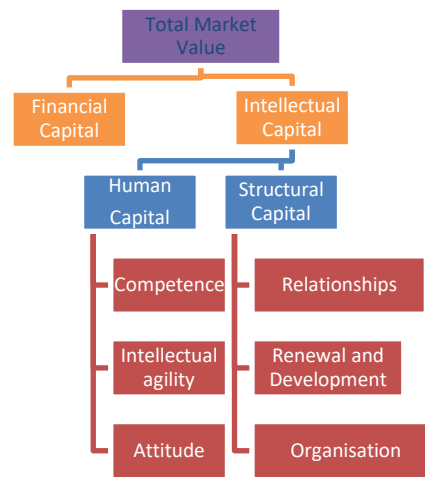 Total Market
Value
Financial
Capital
Intellectual
Capital
Human
Capital
Structural
Capital
Competence
Relationships
Intellectual
agility
Renewal and
Development
Attitude
Organisation